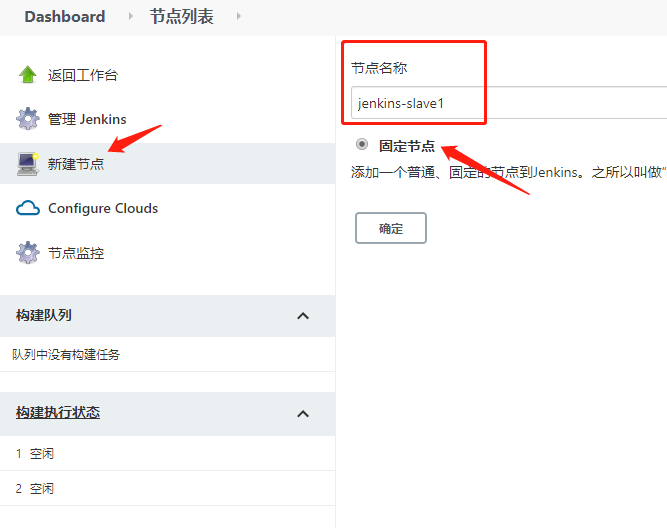 Dashboard 节点列表
返回工作台
管理 Jenkins
新建节点
Configure Clouds
节点监控
构建队列
队列中没有构建任务
构建执行状态
1 空闲
2 空闲
节点名称
jenkins-slave1
固定节点
添加一个普通、固定的节点到Jenkins。之所以叫做"
确定